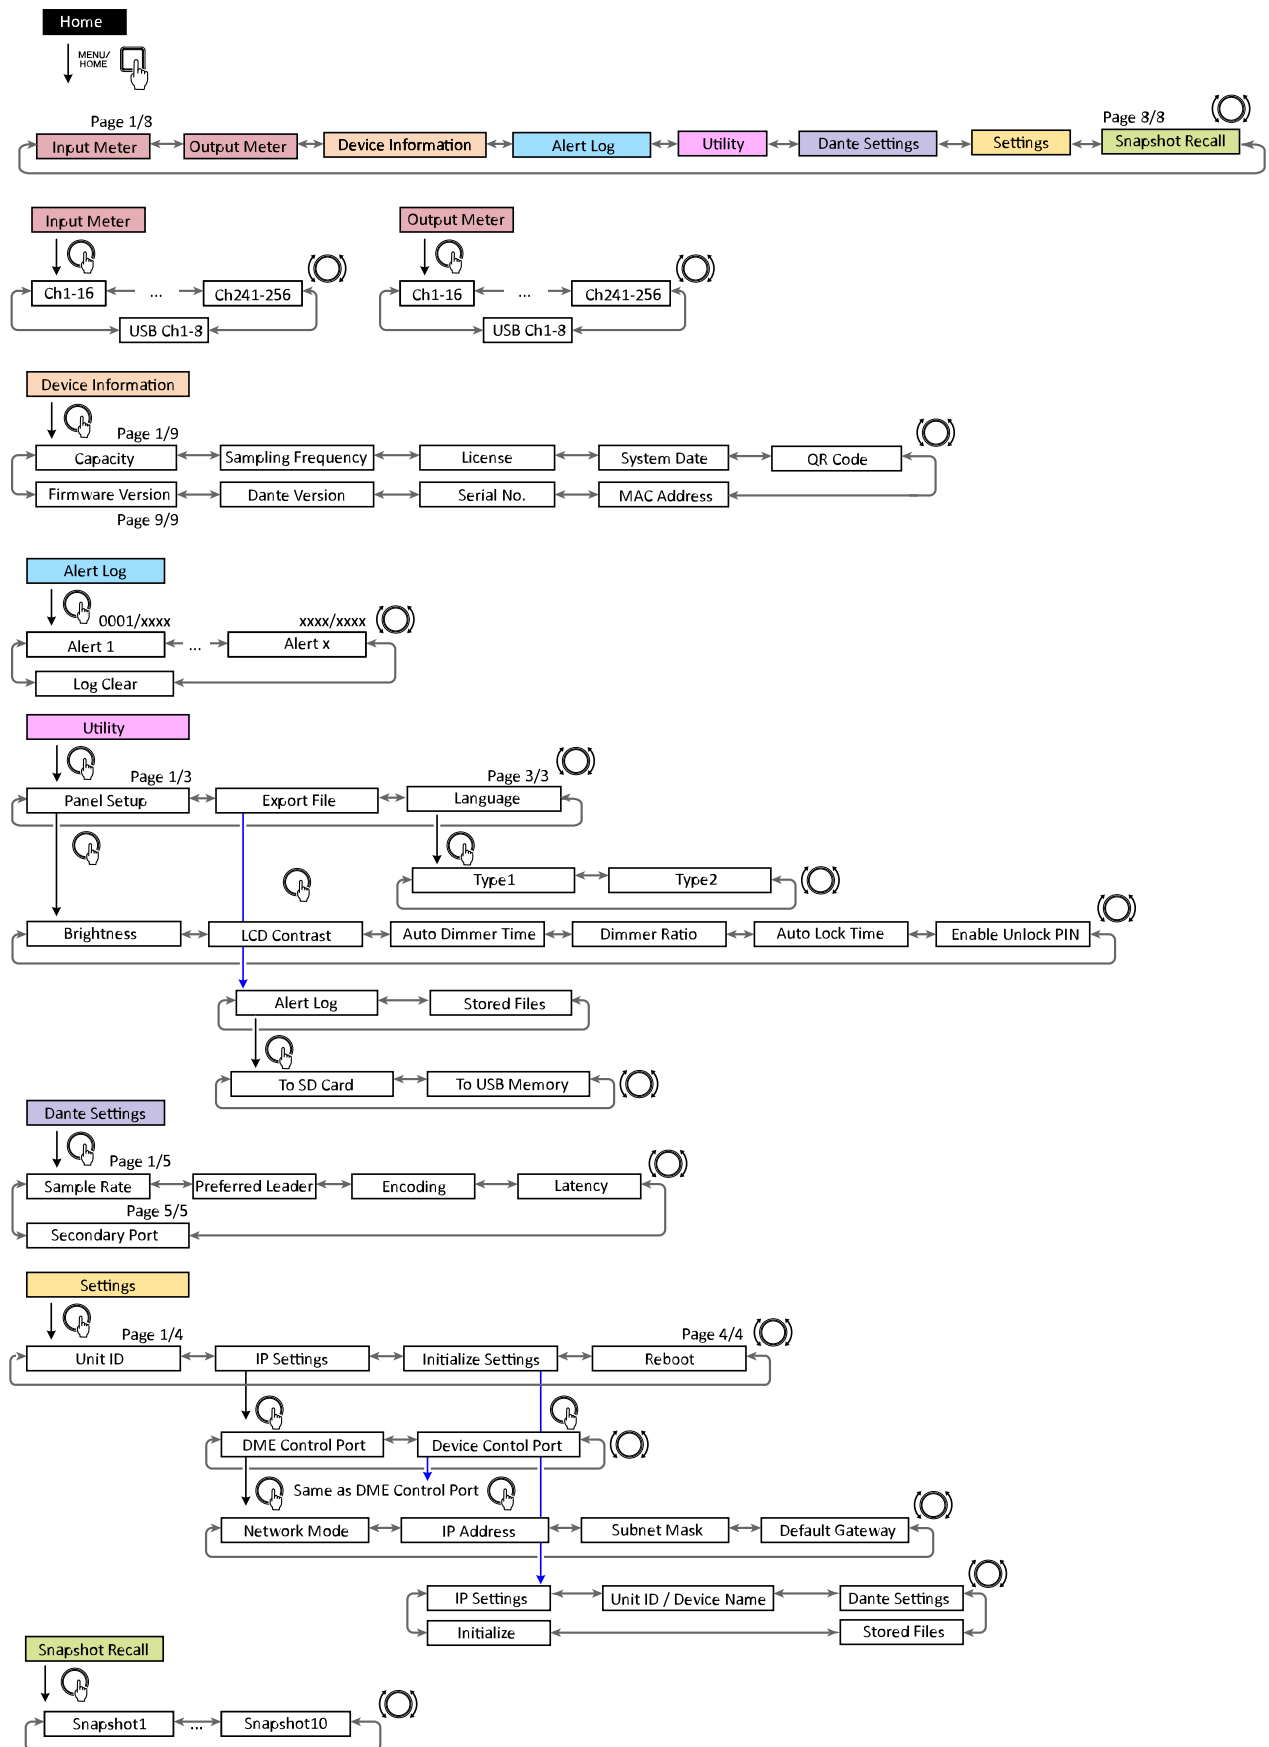 Home
MENU/
HOME
Page 1/8
Page 8/8
Input Meter
Output Meter
Device Information
Alert Log
Utility
Dante Settings
Settings
Snapshot Recall
Input Meter
Output Meter
Ch1-16
...
Ch241-256
USB Ch1-8
Ch1-16
...
Ch241-256
USB Ch1-8
Device Information
Page 1/9
Capacity
Sampling Frequency
License
System Date
QR Code
Firmware Version
Dante Version
Serial No.
MAC Address
Page 9/9
Alert Log
0001/xxxx
xxxx/xxxx
Alert 1
...
Alert x
Log Clear
Utility
Page 1/3
Page 3/3
Panel Setup
Export File
Language
Type1
Type2
Brightness
LCD Contrast
Auto Dimmer Time
Dimmer Ratio
Auto Lock Time
Enable Unlock PIN
Alert Log
Stored Files
To SD Card
To USB Memory
Dante Settings
Page 1/5
Sample Rate
Preferred Leader
Encoding
Latency
Page 5/5
Secondary Port
Settings
Page 1/4
Page 4/4
Unit ID
IP Settings
Initialize Settings
Reboot
DME Control Port
Device Contol Port
Same as DME Control Port
Network Mode
IP Address
Subnet Mask
Default Gateway
IP Settings
Unit ID / Device Name
Dante Settings
Initialize
Stored Files
Snapshot Recall
Snapshot1
...
Snapshot10